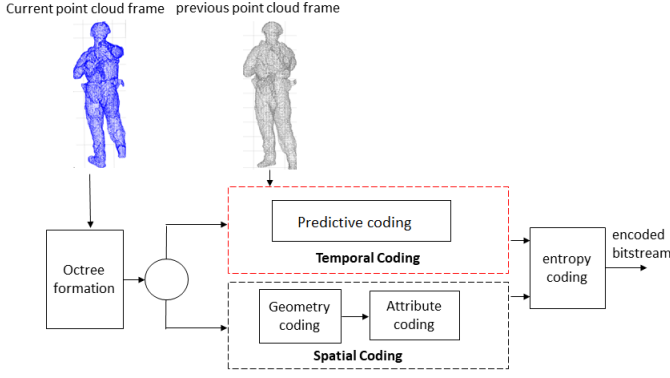 Current point cloud frame
previous point cloud frame
Predictive coding
Temporal Coding
Octree
formation
Geometry
coding
Attribute
coding
Spatial Coding
entropy
coding
encoded
bitstream